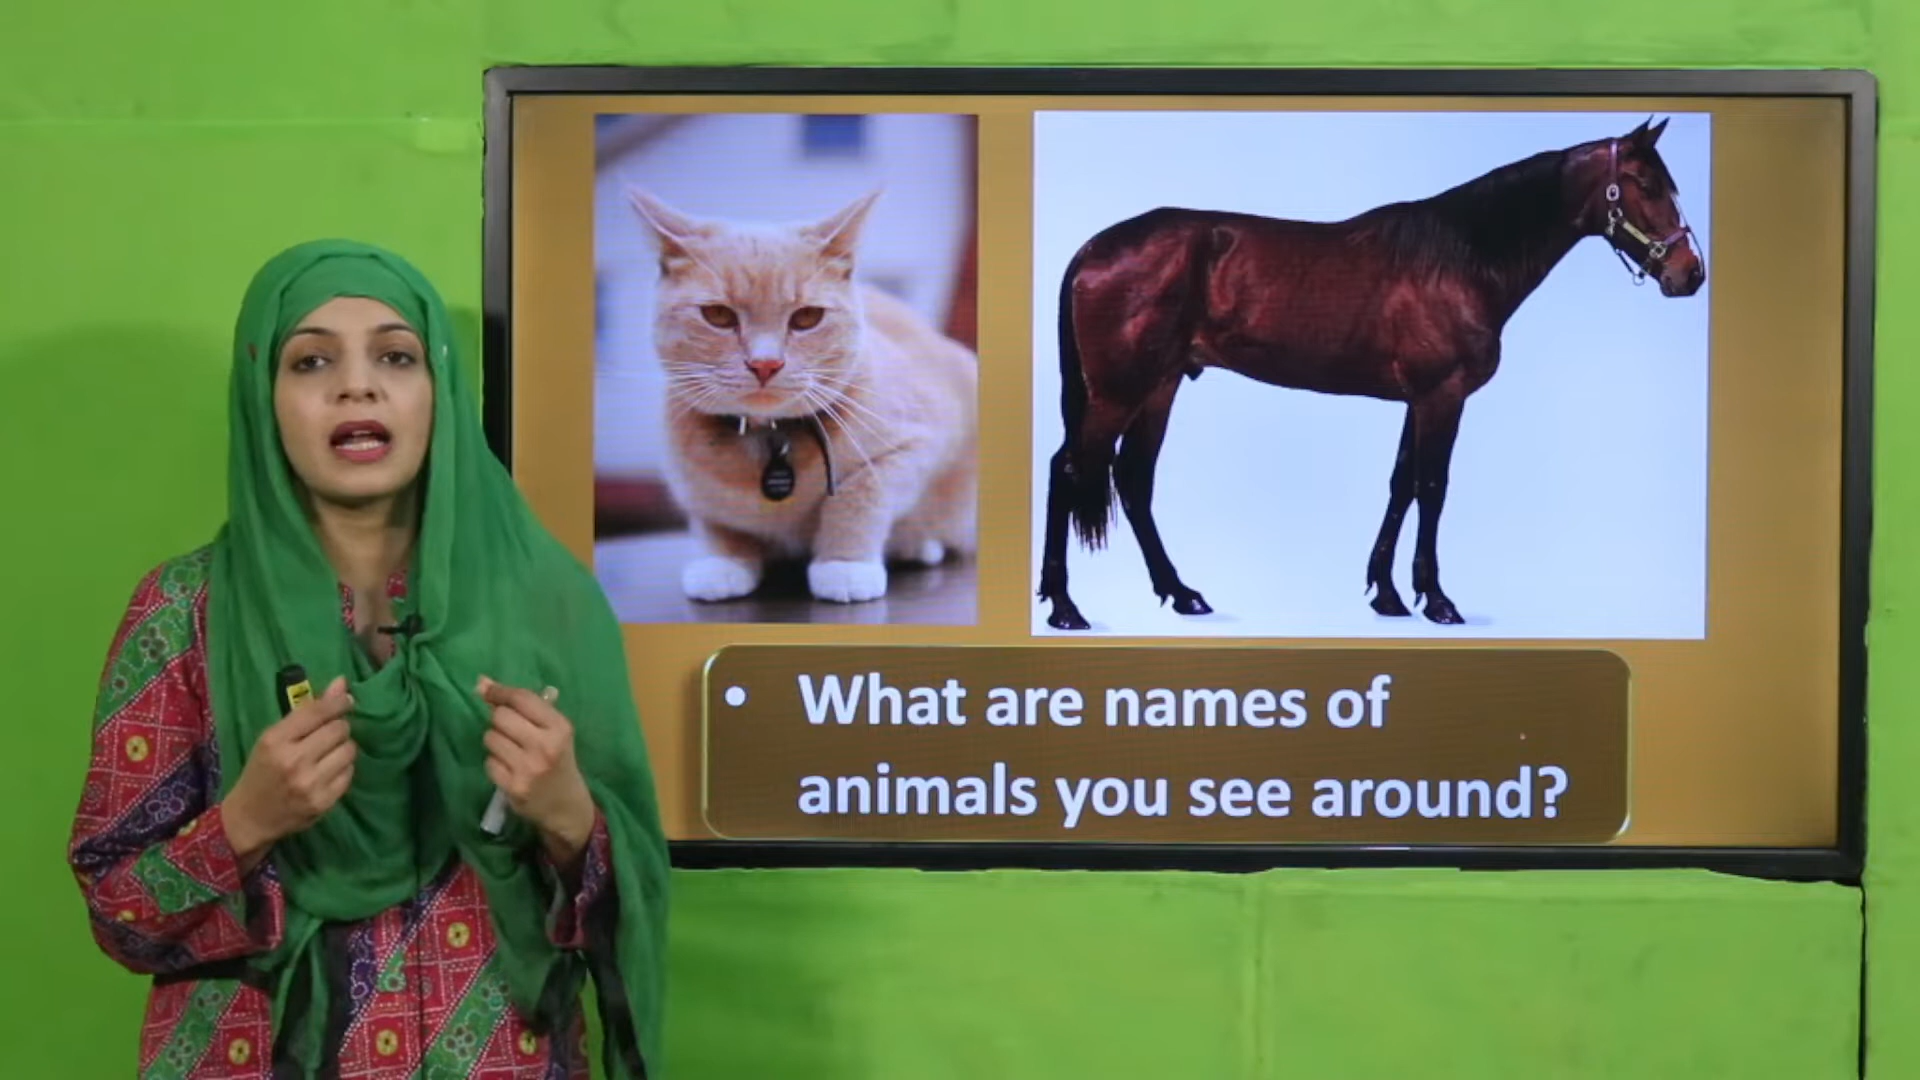 • What are names of
animals you see around?